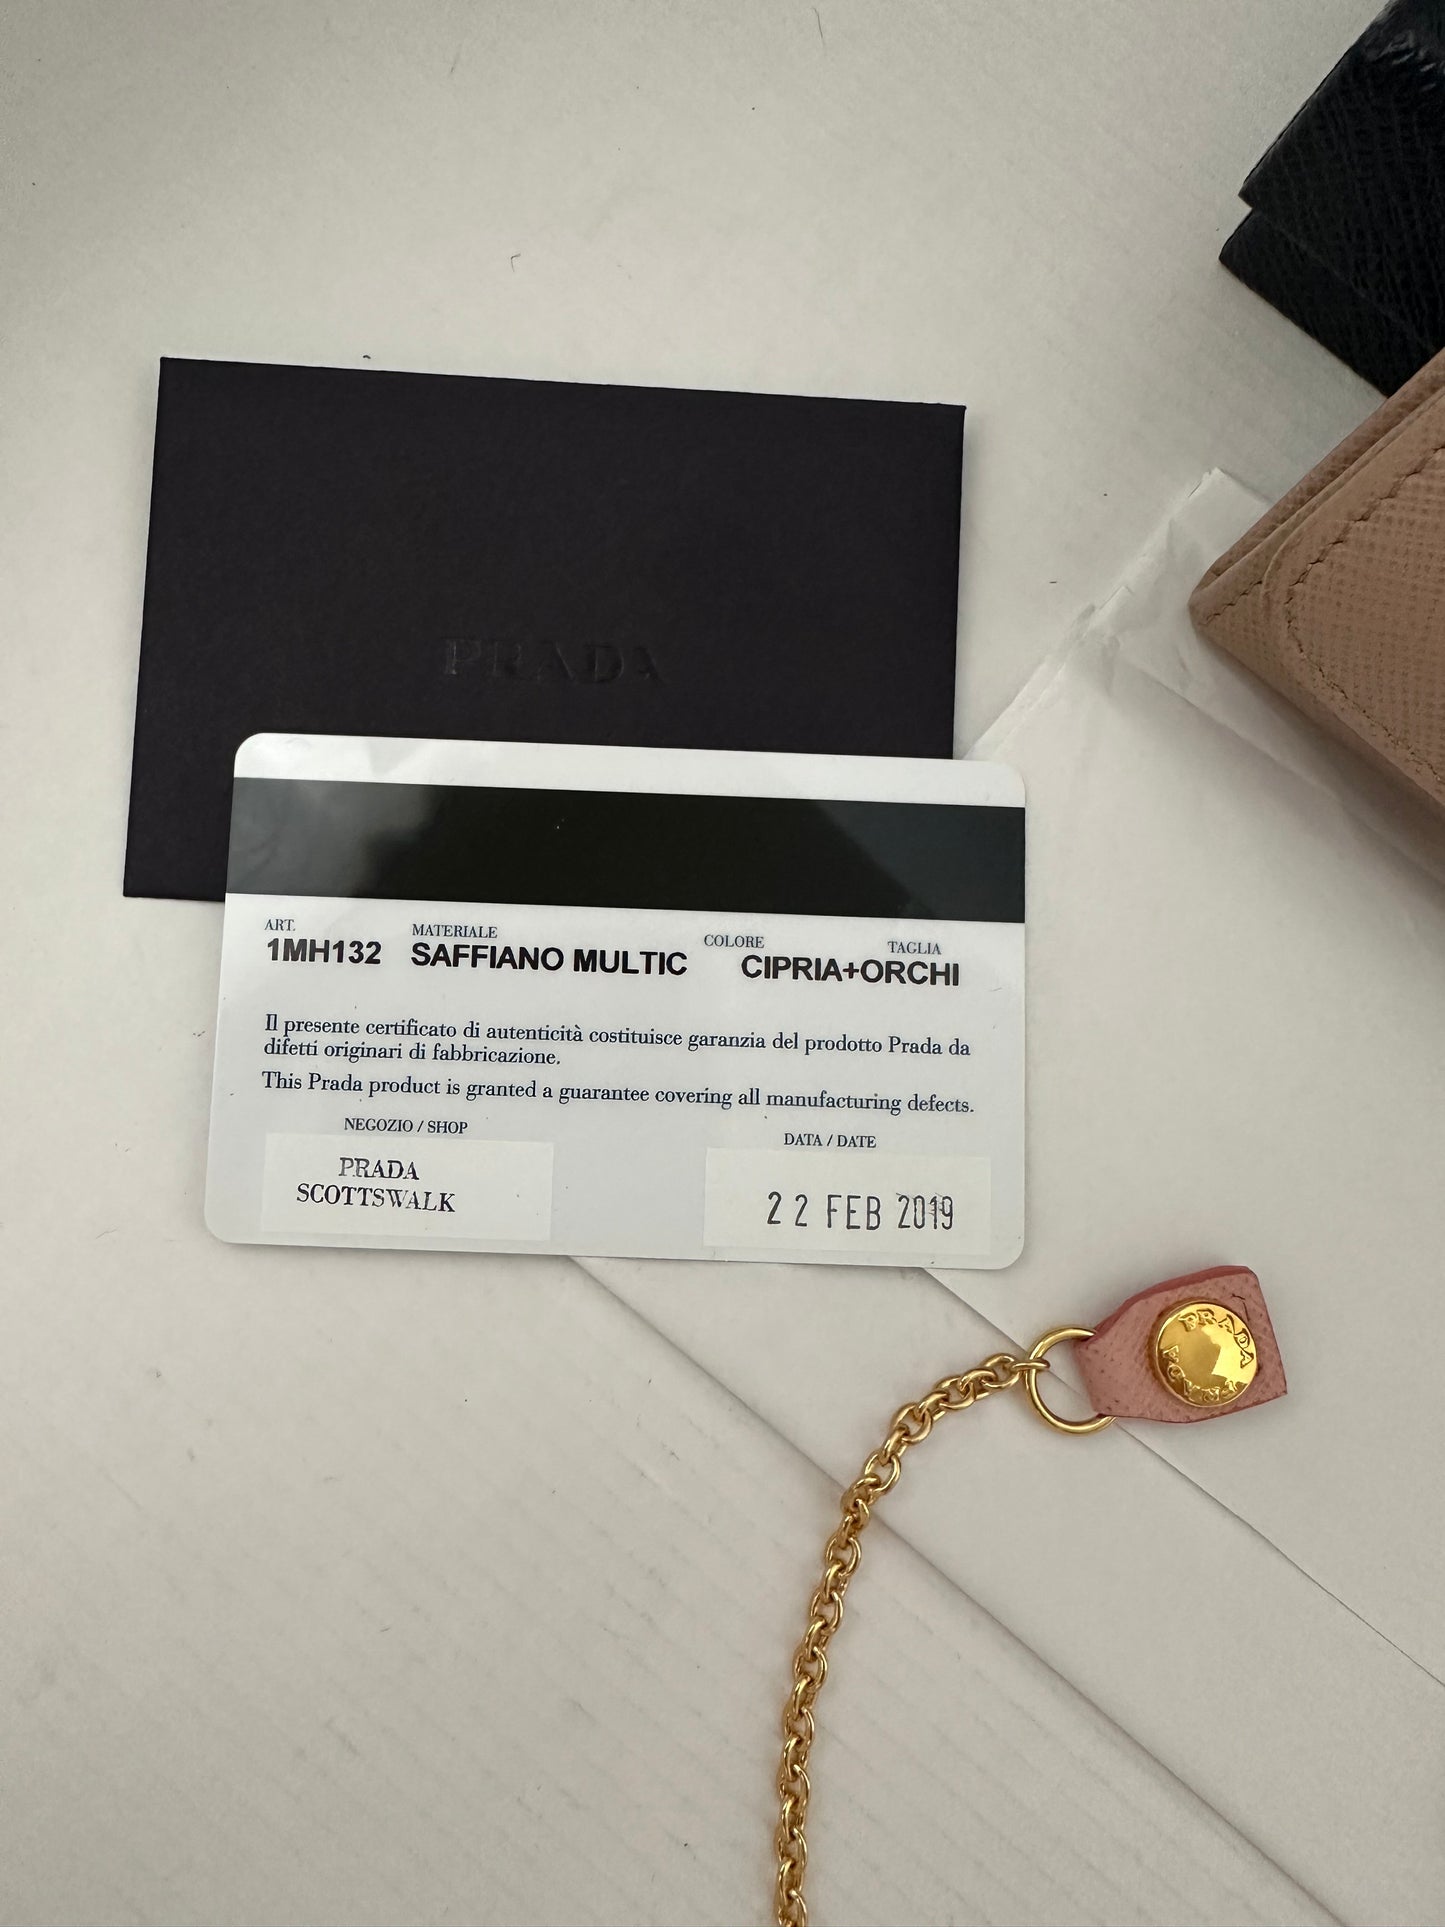 PRADA
ART. MATERIALE COLORE TAGLIA
1MH132 SAFFIANO MULTIC CIPRIA+ORCHI
Il presente certificato di autenticità costituisce garanzia del prodotto Prada da
difetti originari di fabbricazione.
This Prada product is granted a guarantee covering all manufacturing defects.
NEGOZIO / SHOP
PRADA
SCOTTSWALK
DATA / DATE
22 FEB 2019
PRADA
PRADA